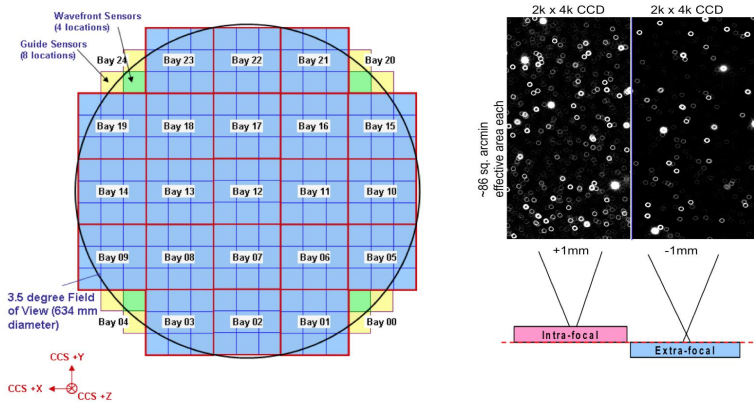 Wavefront Sensors
(4 locations)
Guide Sensors
(8 locations)
Bay 24
Bay 23
Bay 22
Bay 21
Bay 20
Bay 19
Bay 18
Bay 17
Bay 16
Bay 15
Bay 14
Bay 13
Bay 12
Bay 11
Bay 10
Bay 09
Bay 08
Bay 07
Bay 06
Bay 05
Bay 04
Bay 03
Bay 02
Bay 01
Bay 00
3.5 degree Field
of View (634 mm
diameter)
CCS +Y
CCS +X
CCS +Z
2k x 4k CCD
2k x 4k CCD
~86 sq. arcmin
effective area each
+1mm
-1mm
Intra-focal
Extra-focal